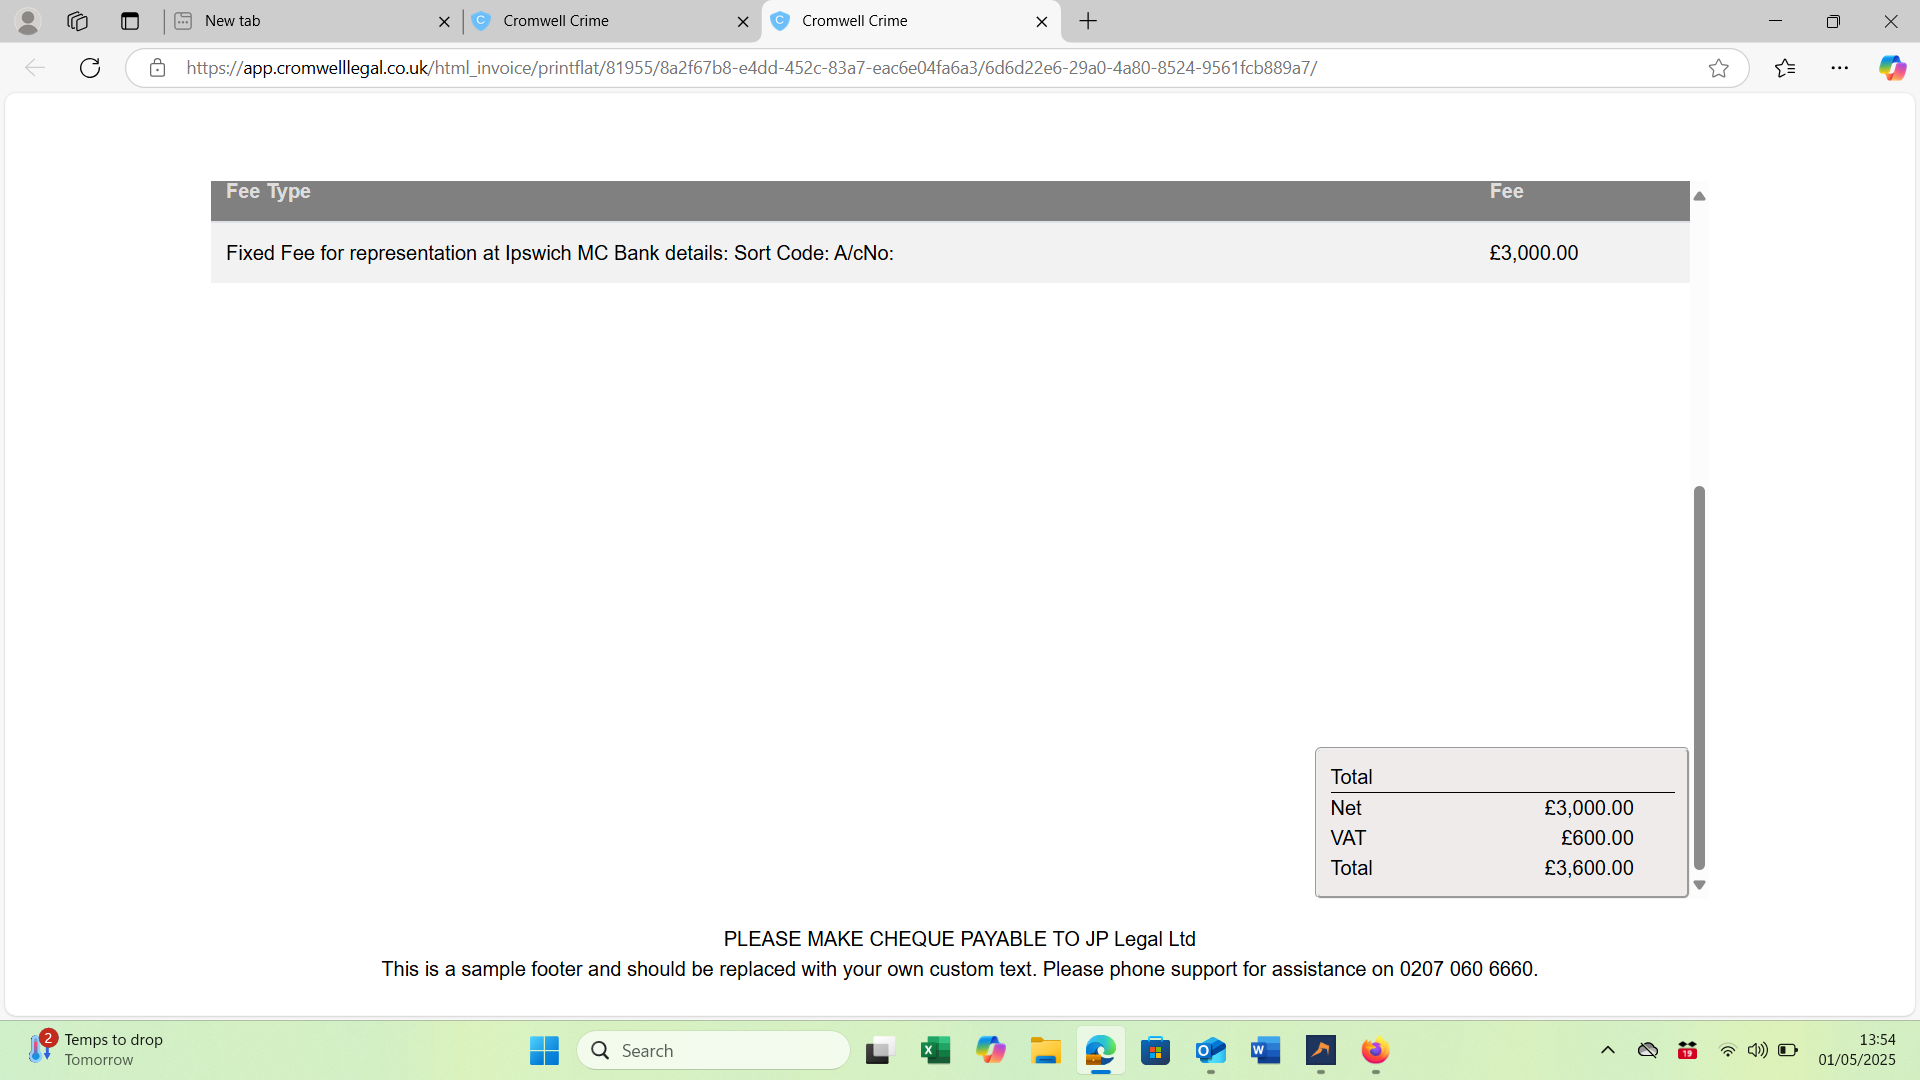 New tab
Cromwell Crime
Cromwell Crime
https://app.cromwelllegal.co.uk/html_invoice/printflat/81955/8a2f67b8-e4dd-452c-83a7-eac6e04fa6a3/6d6d22e6-29a0-4a80-8524-9561fcb889a7/
Fee Type Fee
Fixed Fee for representation at Ipswich MC Bank details: Sort Code: A/cNo: £3,000.00
Total
Net £3,000.00
VAT £600.00
Total £3,600.00
PLEASE MAKE CHEQUE PAYABLE TO JP Legal Ltd
This is a sample footer and should be replaced with your own custom text. Please phone support for assistance on 0207 060 6660.
2
Temps to drop
Tomorrow
Search
19
13:54
01/05/2025